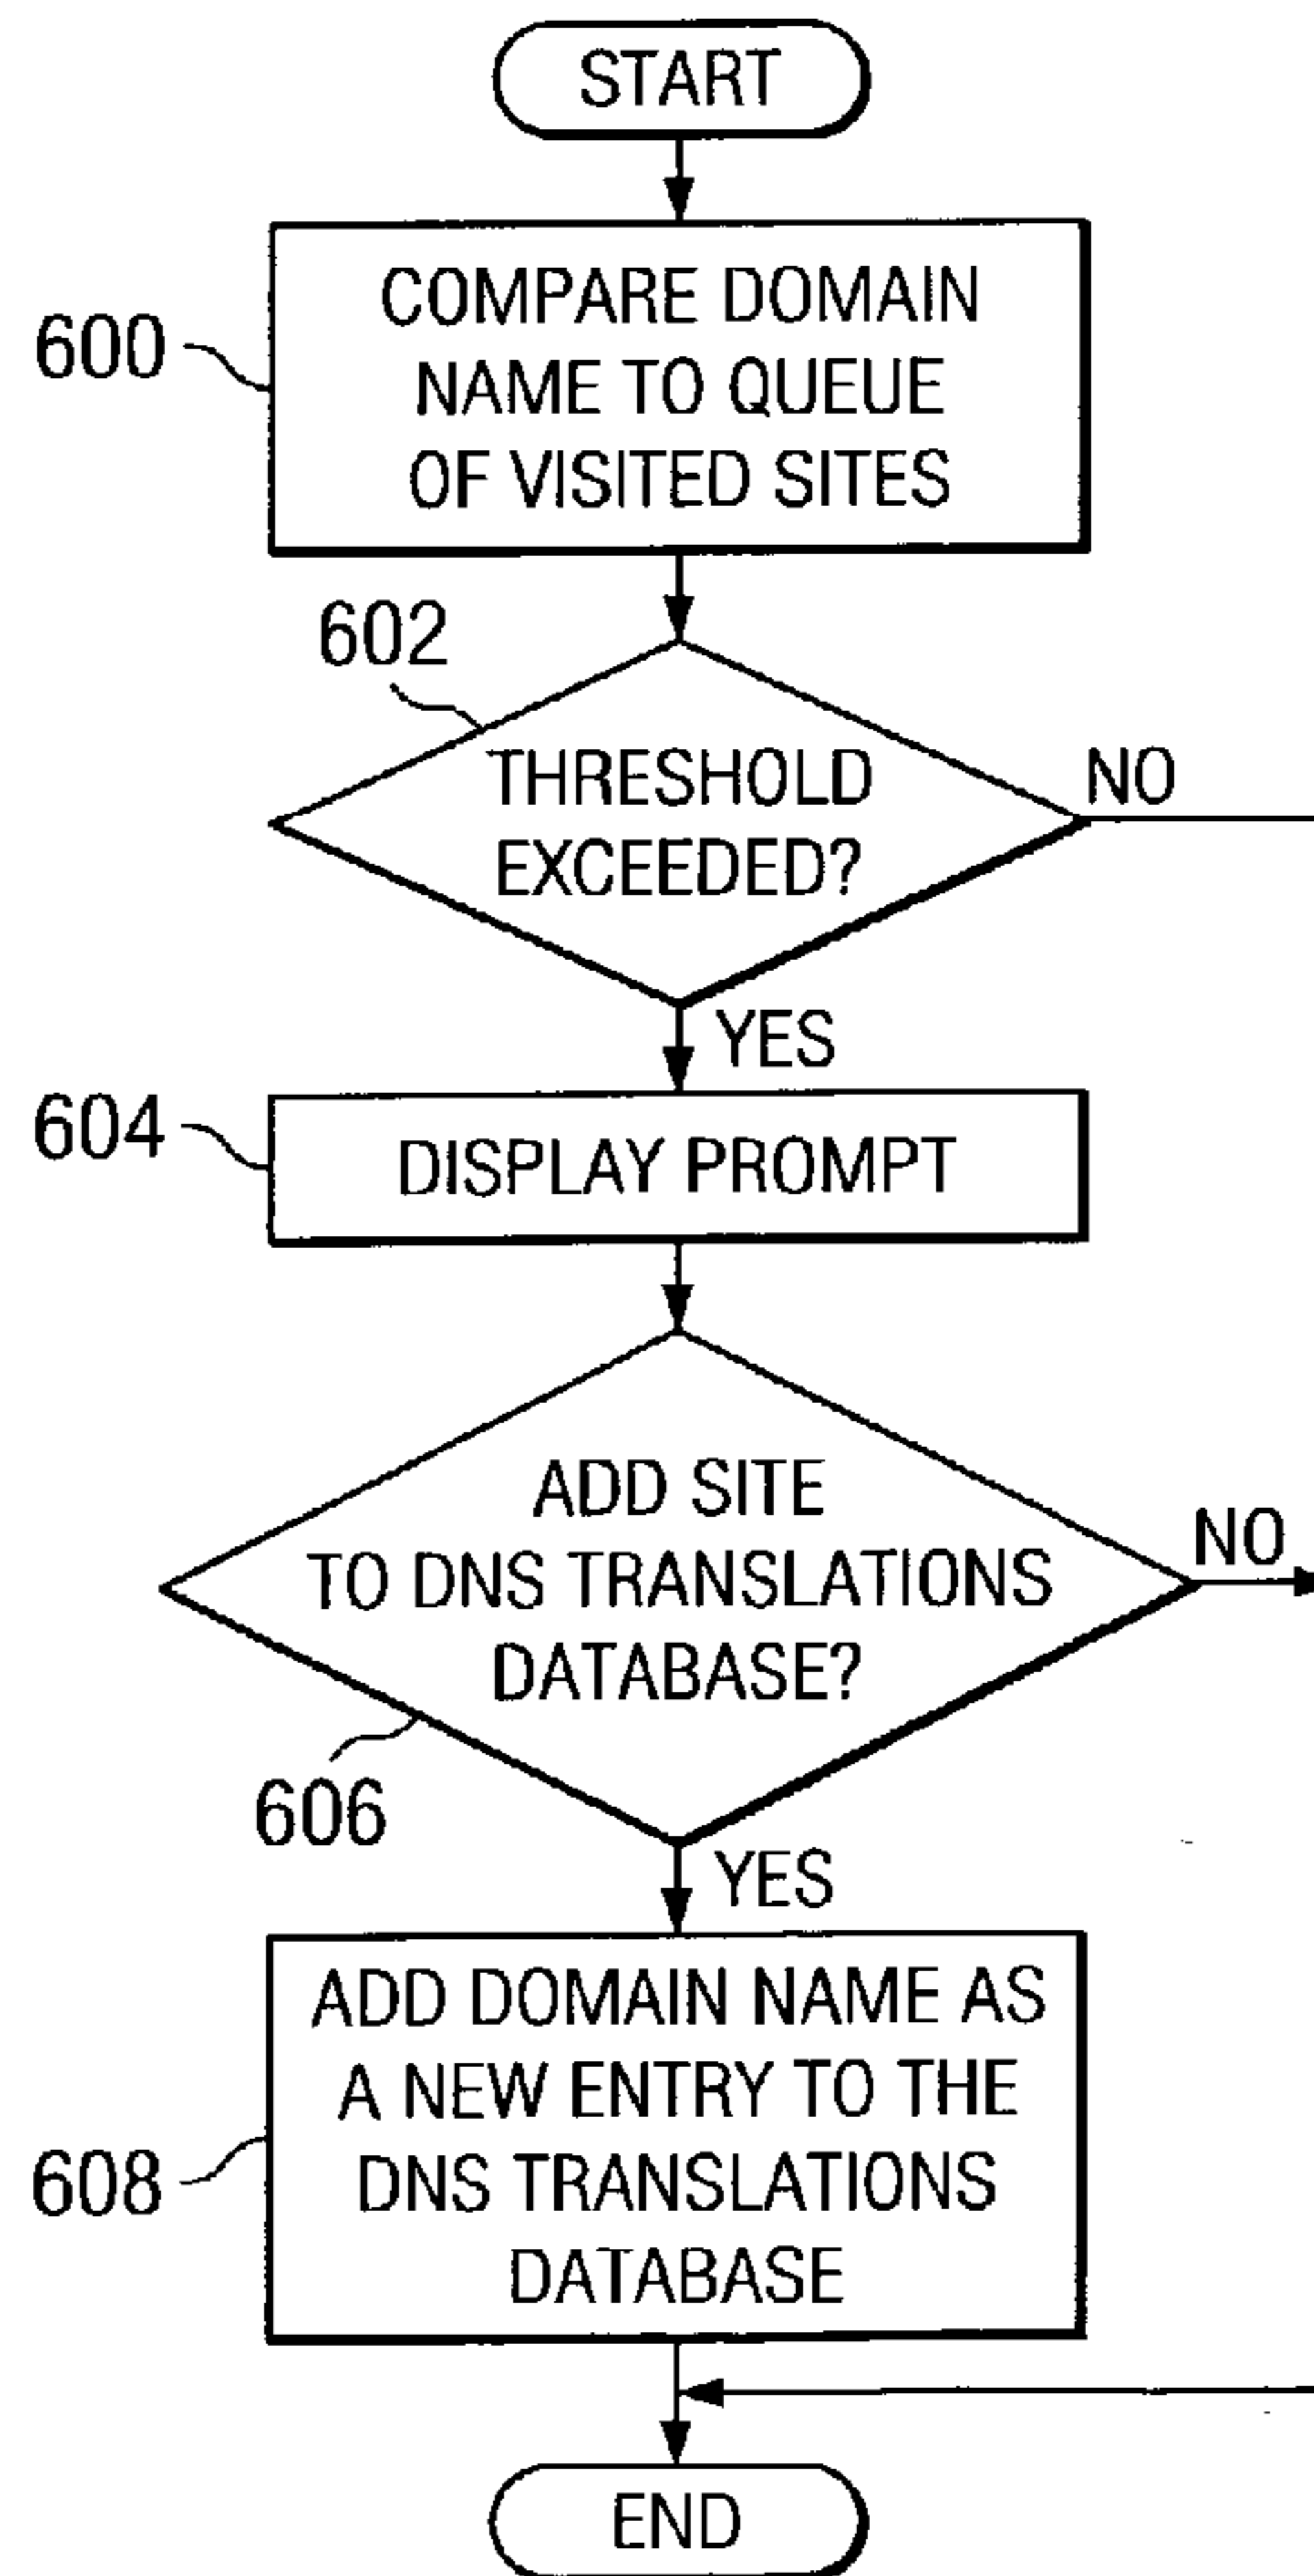 START
600
COMPARE DOMAIN
NAME TO QUEUE
OF VISITED SITES
602
THRESHOLD
EXCEEDED?
NO
YES
604
DISPLAY PROMPT
ADD SITE
TO DNS TRANSLATIONS
DATABASE?
NO
606
YES
608
ADD DOMAIN NAME AS
A NEW ENTRY TO THE
DNS TRANSLATIONS
DATABASE
END